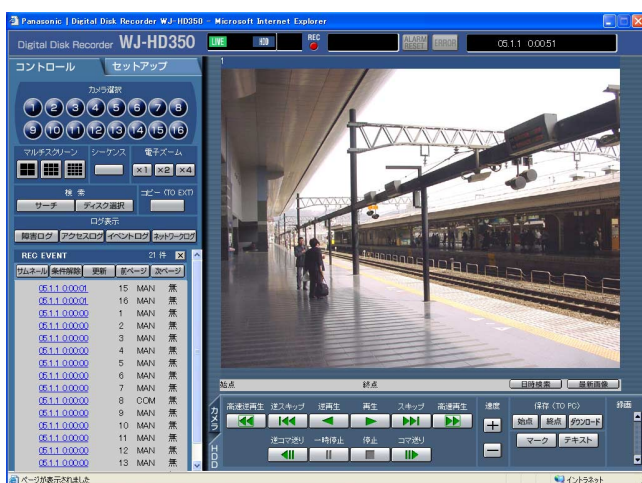 Panasonic | Digital Disk Recorder WJ-HD350 - Microsoft Internet Explorer
Digital Disk Recorder WJ-HD350
LIVE HDD REC ALARM RESET ERROR 05.1.1 0:00:51
コントロール セットアップ
カメラ選択
1 2 3 4 5 6 7 8
9 10 11 12 13 14 15 16
マルチスクリーン シーケンス 電子ズーム
×1 ×2 ×4
検索 コピー (TO EXT)
サーチ ディスク選択
ログ表示
障害ログ アクセスログ イベントログ ネットワークログ
REC EVENT 21 件 X
サムネール 条件解除 更新 前ページ 次ページ
05.1.1 0:00:01 15 MAN 無
05.1.1 0:00:01 16 MAN 無
05.1.1 0:00:00 1 MAN 無
05.1.1 0:00:00 2 MAN 無
05.1.1 0:00:00 3 MAN 無
05.1.1 0:00:00 4 MAN 無
05.1.1 0:00:00 5 MAN 無
05.1.1 0:00:00 6 MAN 無
05.1.1 0:00:00 7 MAN 無
05.1.1 0:00:00 8 COM 無
05.1.1 0:00:00 9 MAN 無
05.1.1 0:00:00 10 MAN 無
05.1.1 0:00:00 11 MAN 無
05.1.1 0:00:00 12 MAN 無
05.1.1 0:00:00 13 MAN 無
1
始点 終点 日時検索 最新画像
カメラ
HDD
高速逆再生 逆スキップ 逆再生 再生 スキップ 高速再生
逆コマ送り 一時停止 停止 コマ送り
速度
+
-
保存 (TO PC)
始点 終点 ダウンロード
マーク テキスト
録画
ページが表示されました イントラネット